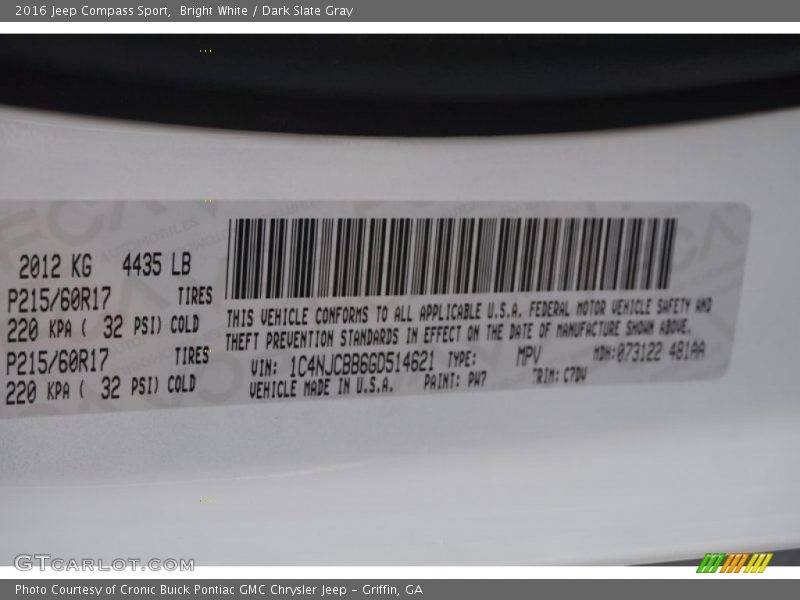 2016 Jeep Compass Sport, Bright White / Dark Slate Gray
2012 KG 4435 LB
P215/60R17 TIRES
220 KPA ( 32 PSI) COLD
P215/60R17 TIRES
220 KPA ( 32 PSI) COLD
THIS VEHICLE CONFORMS TO ALL APPLICABLE U.S.A. FEDERAL MOTOR VEHICLE SAFETY AND
THEFT PREVENTION STANDARDS IN EFFECT ON THE DATE OF MANUFACTURE SHOWN ABOVE.
VIN: 1C4NJCBB6GD514621 TYPE: MPV MDH:073122 481AA
VEHICLE MADE IN U.S.A. PAINT: PW7 TRIM: C7DV
GTCARLOT.COM
Photo Courtesy of Cronic Buick Pontiac GMC Chrysler Jeep - Griffin, GA